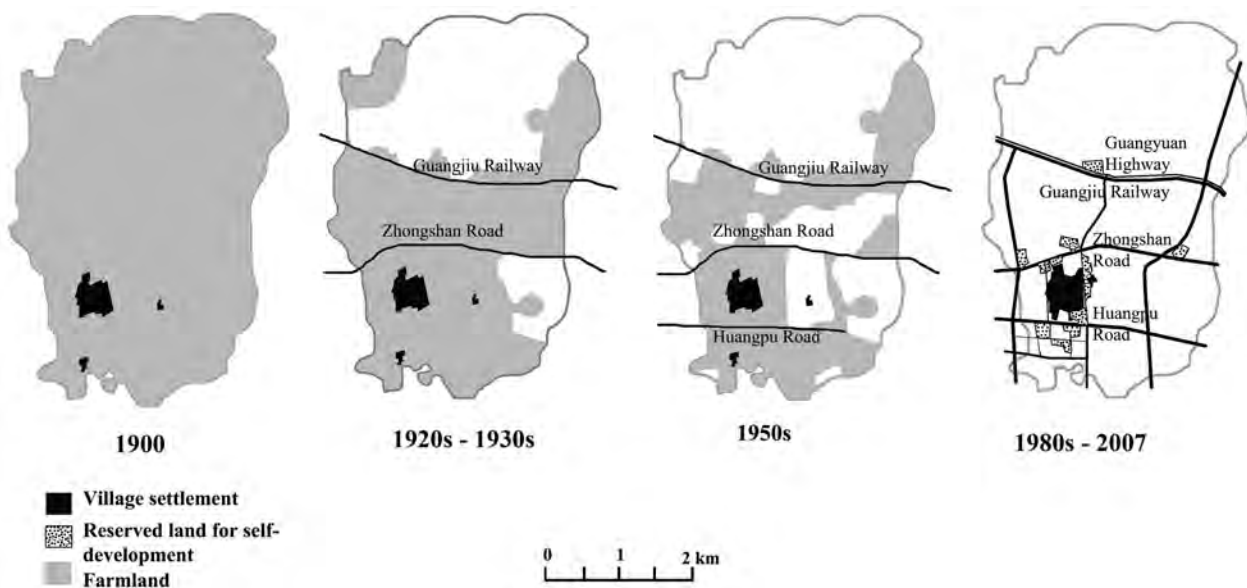 Guangjiu Railway
Zhongshan Road
Guangjiu Railway
Zhongshan Road
Huangpu Road
Guangyuan
Highway
Guangjiu Railway
Zhongshan
Road
Huangpu
Road
1900
1920s - 1930s
1950s
1980s - 2007
Village settlement
Reserved land for self-
development
Farmland
0 1 2 km